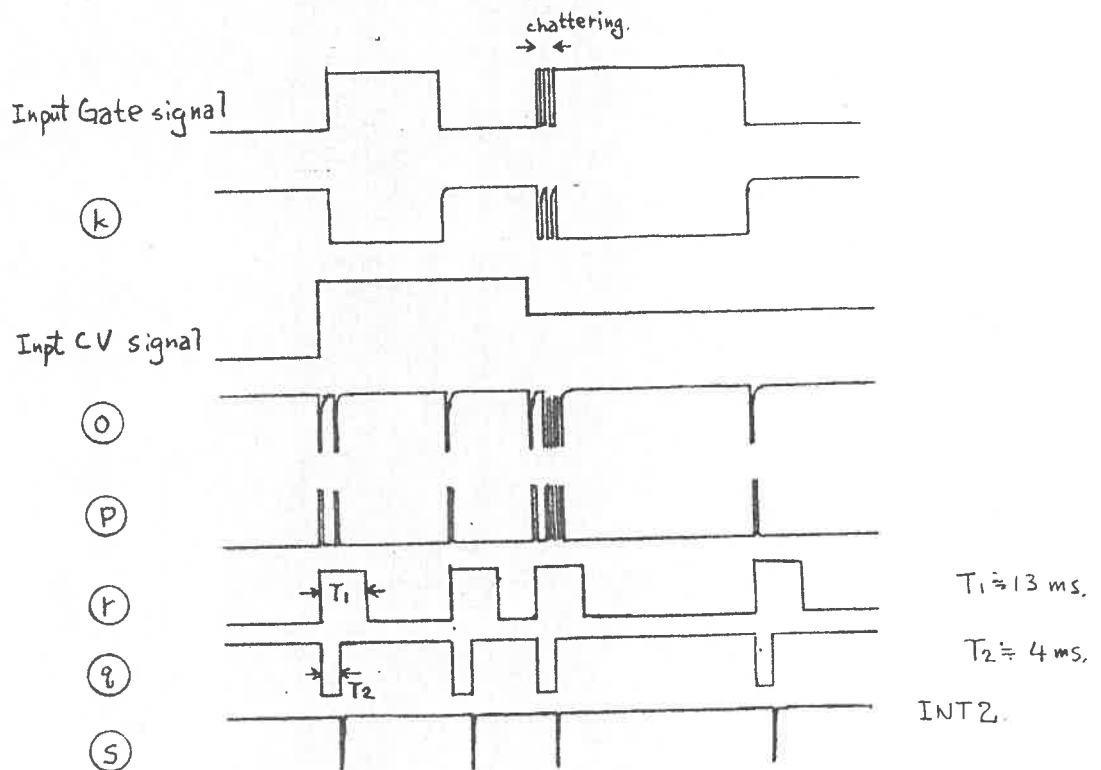 chattering.
Input Gate signal
k
Inpt CV signal
O
P
r
T1
T1 ≒ 13 ms.
q
T2
T2 ≒ 4 ms.
S
INT2.